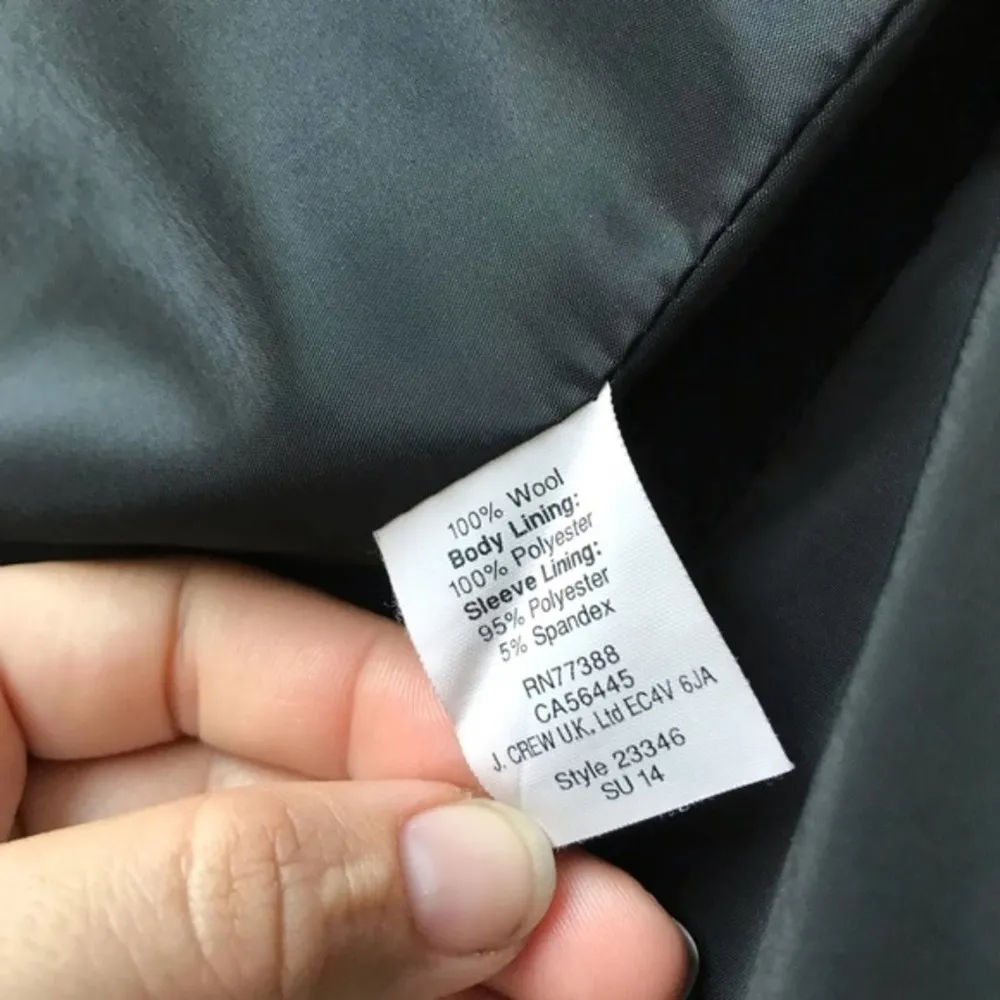 100% Wool
Body Lining:
100% Polyester
Sleeve Lining:
95% Polyester
5% Spandex
RN77388
CA56445
J. CREW U.K. Ltd EC4V 6JA
Style 23346
SU 14